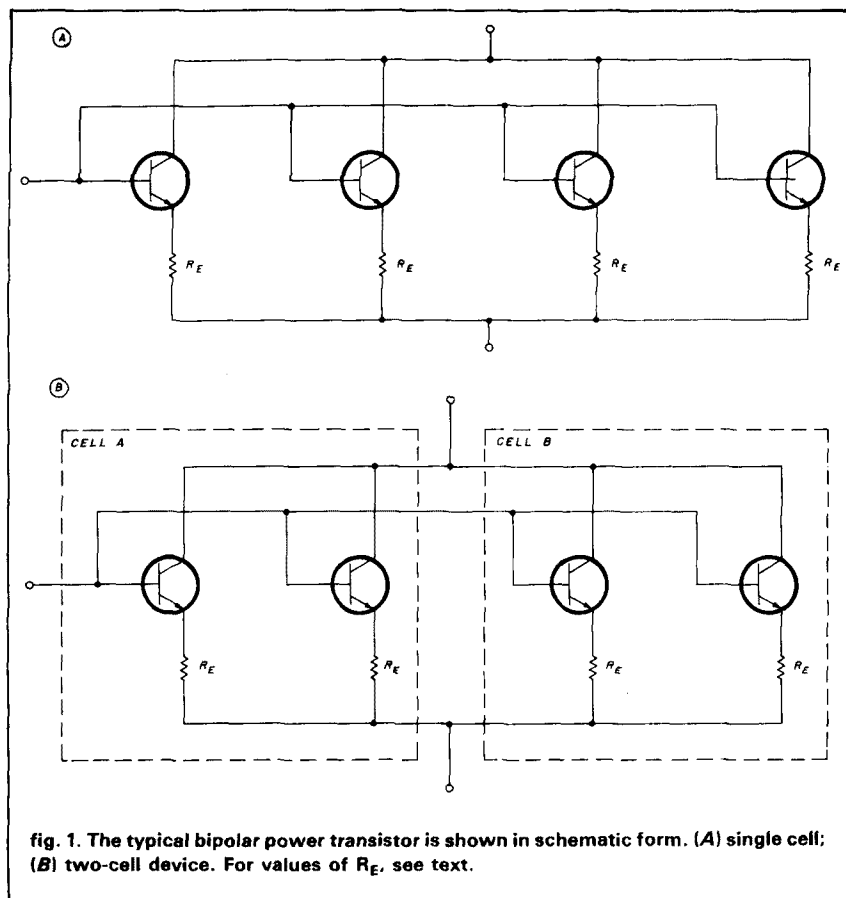 A
R_E R_E R_E R_E
B
CELL A CELL B
R_E R_E R_E R_E
fig. 1. The typical bipolar power transistor is shown in schematic form. (A) single cell;
(B) two-cell device. For values of R_E, see text.